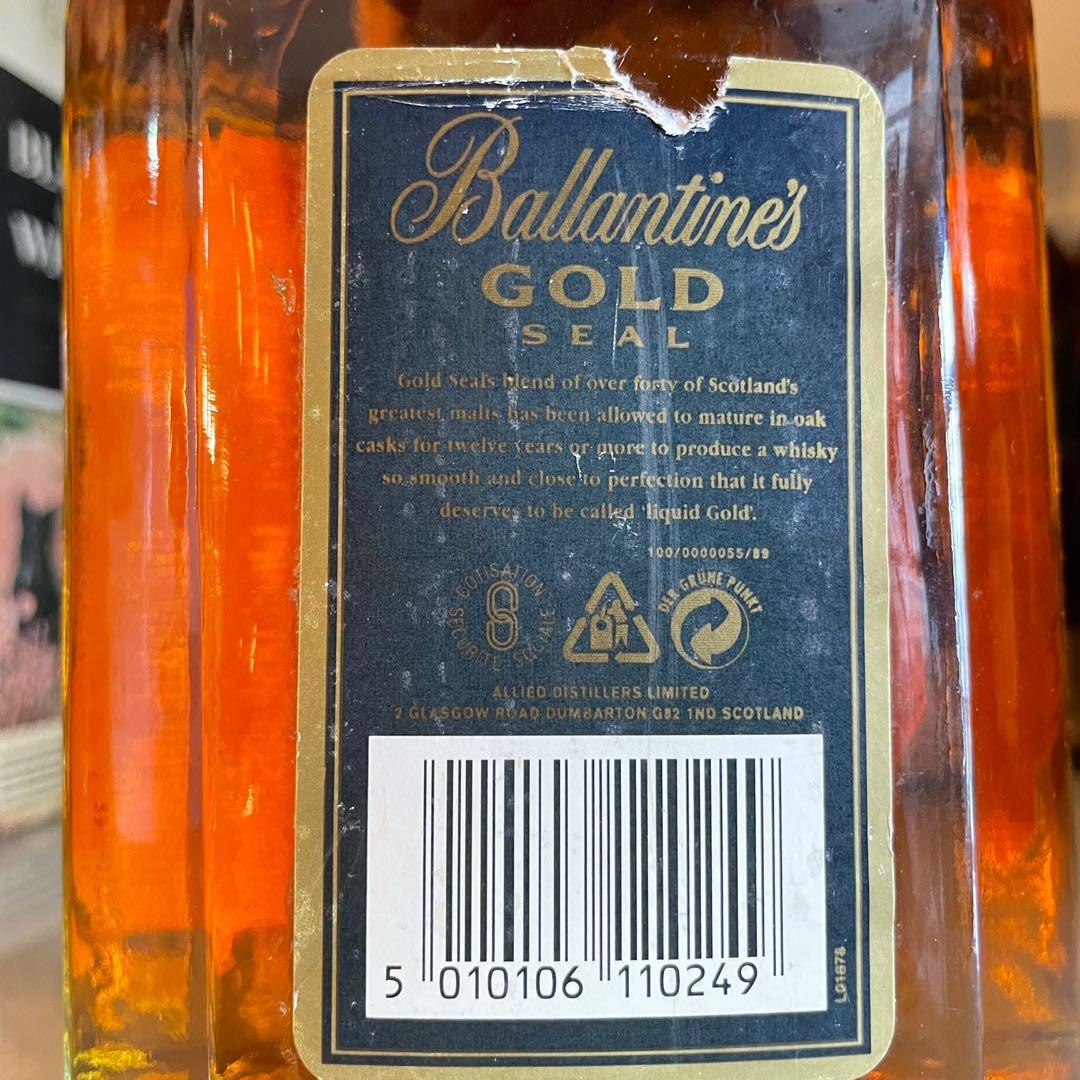 Ballantine's
GOLD
SEAL
Gold Seal's blend of over forty of Scotland's
greatest malts has been allowed to mature in oak
casks for twelve years or more to produce a whisky
so smooth and close to perfection that it fully
deserves to be called 'liquid Gold'.
100/0000055/89
COTISATION SECURITE SOCIALE
DER GRÜNE PUNKT
ALLIED DISTILLERS LIMITED
2 GLASGOW ROAD DUMBARTON G82 1ND SCOTLAND
5 010106 110249